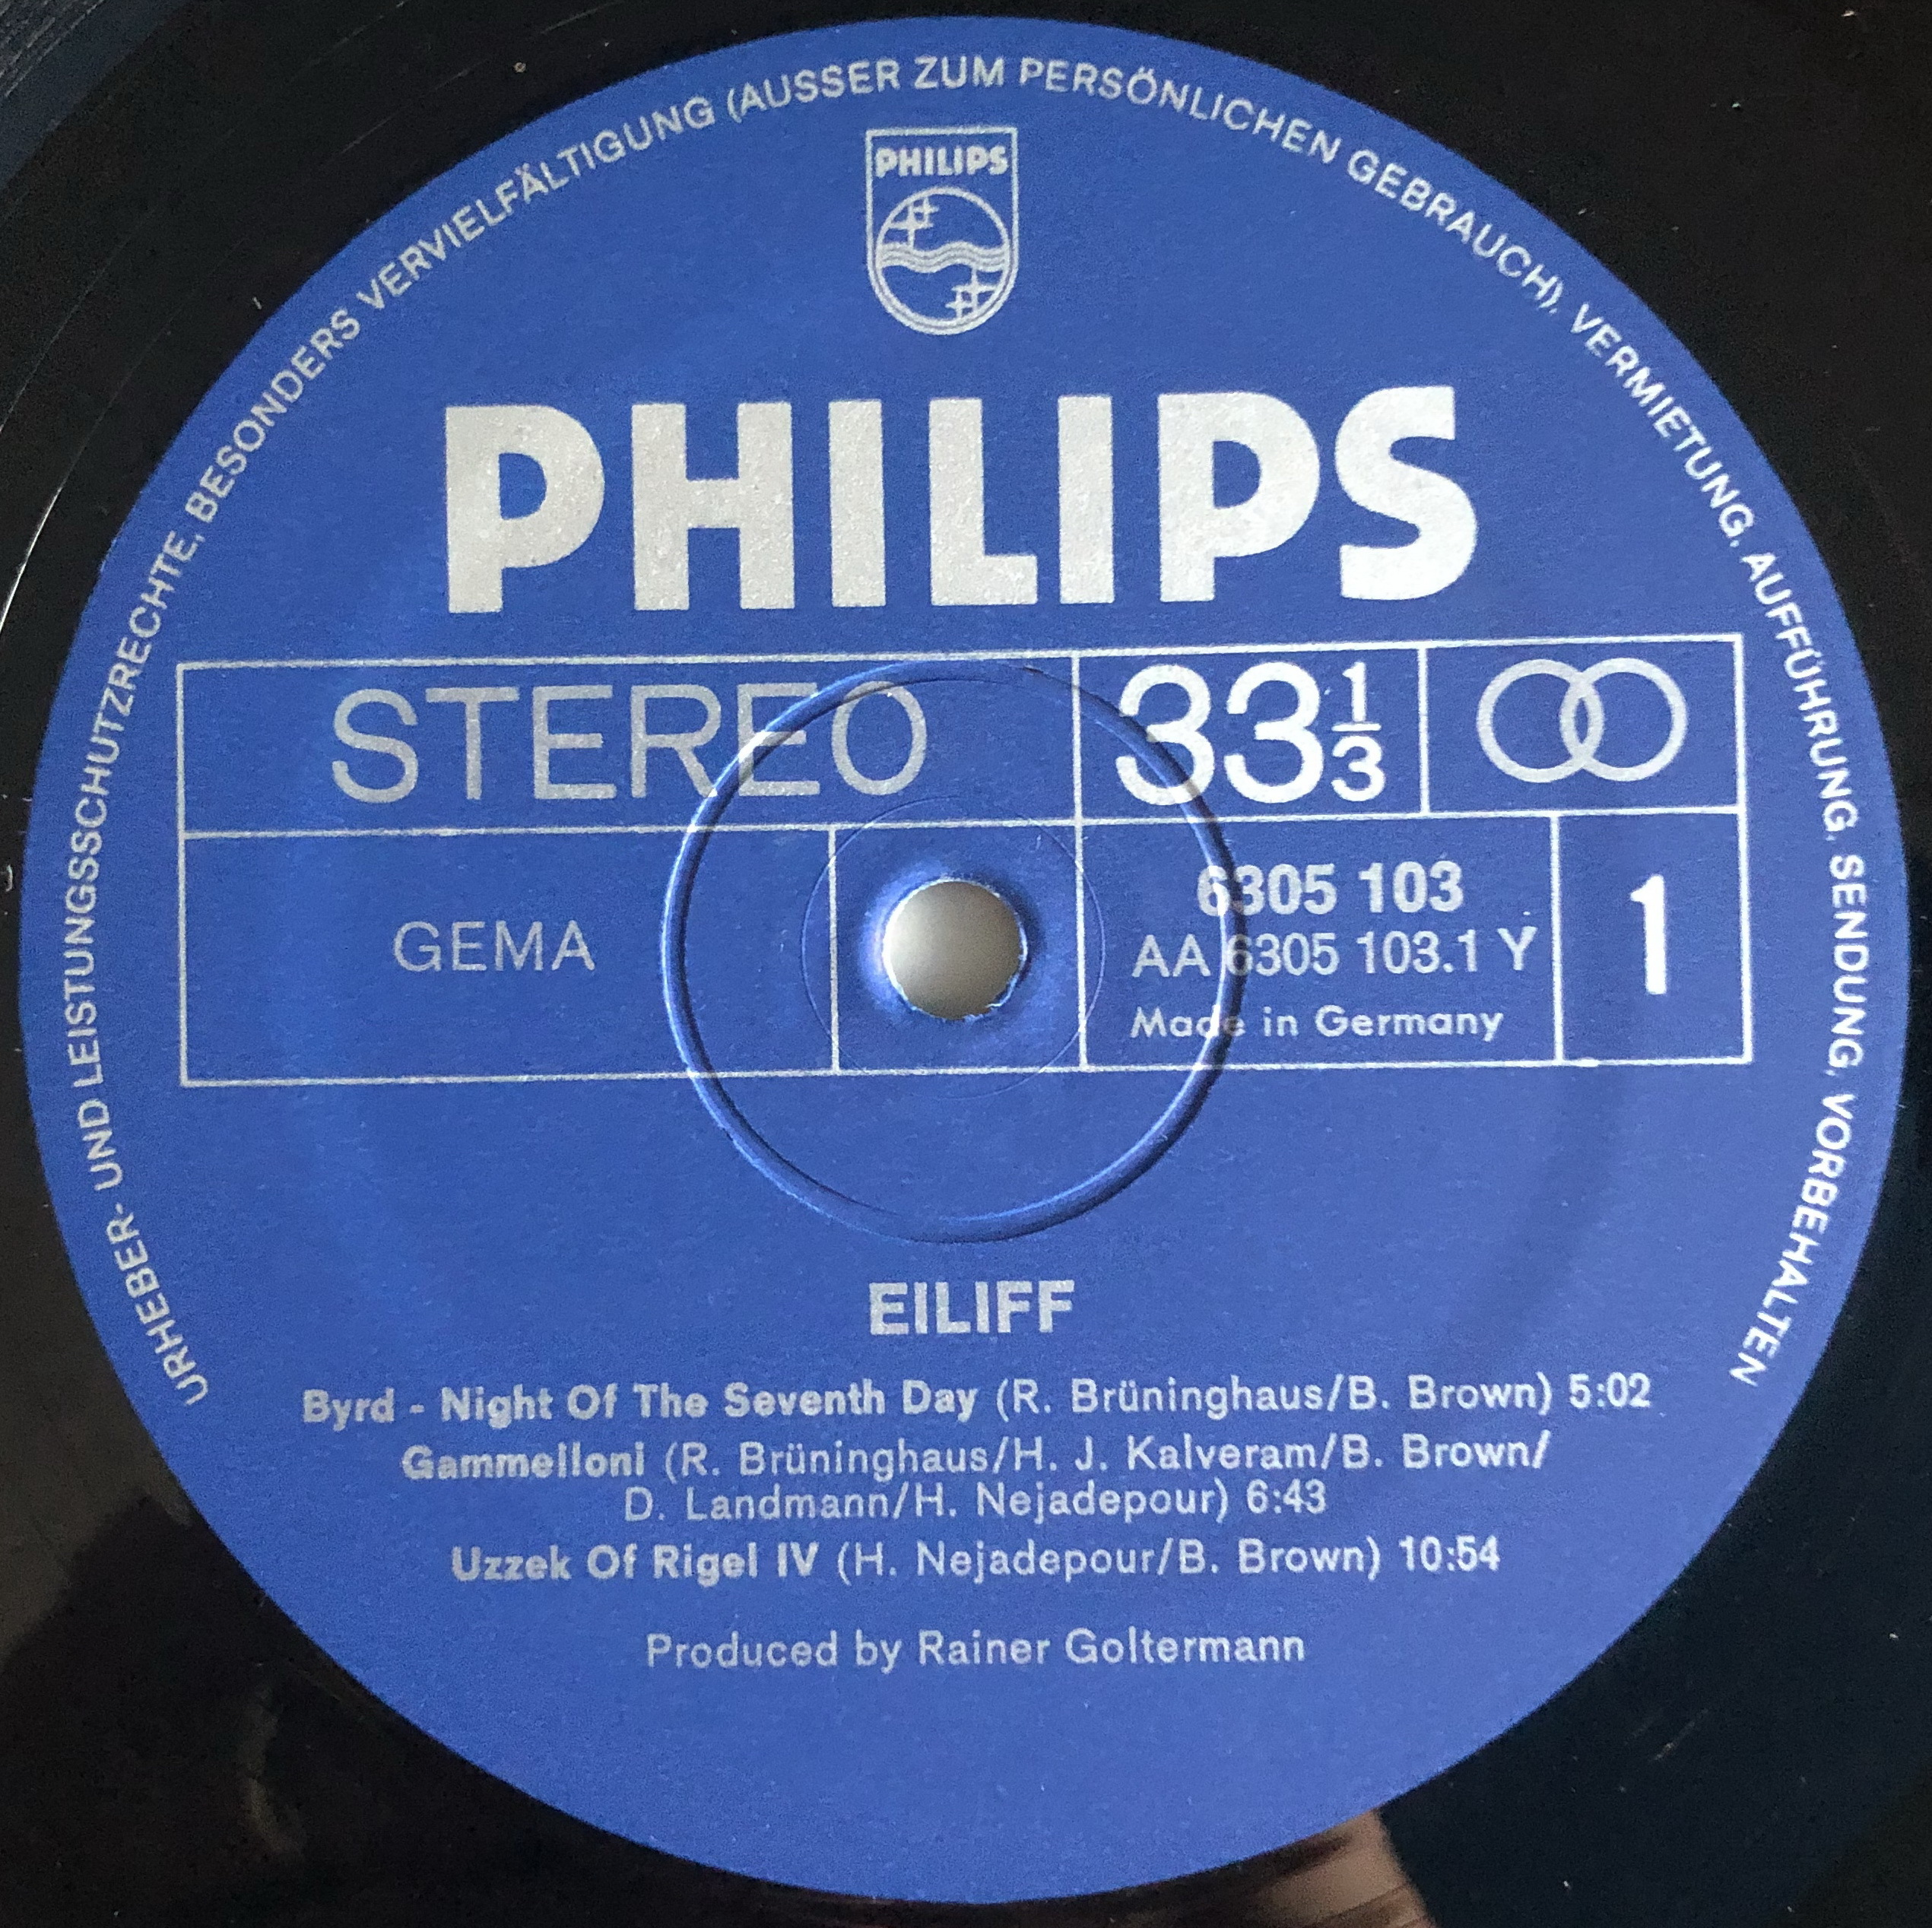 URHEBER- UND LEISTUNGSSCHUTZRECHTE, BESONDERS VERVIELFÄLTIGUNG (AUSSER ZUM PERSÖNLICHEN GEBRAUCH), VERMIETUNG, AUFFÜHRUNG, SENDUNG, VORBEHALTEN
PHILIPS
PHILIPS
STEREO
33 1/3
GEMA
6305 103
AA 6305 103.1 Y
Made in Germany
1
EILIFF
Byrd - Night Of The Seventh Day (R. Brüninghaus/B. Brown) 5:02
Gammelloni (R. Brüninghaus/H. J. Kalveram/B. Brown/
D. Landmann/H. Nejadepour) 6:43
Uzzek Of Rigel IV (H. Nejadepour/B. Brown) 10:54
Produced by Rainer Goltermann